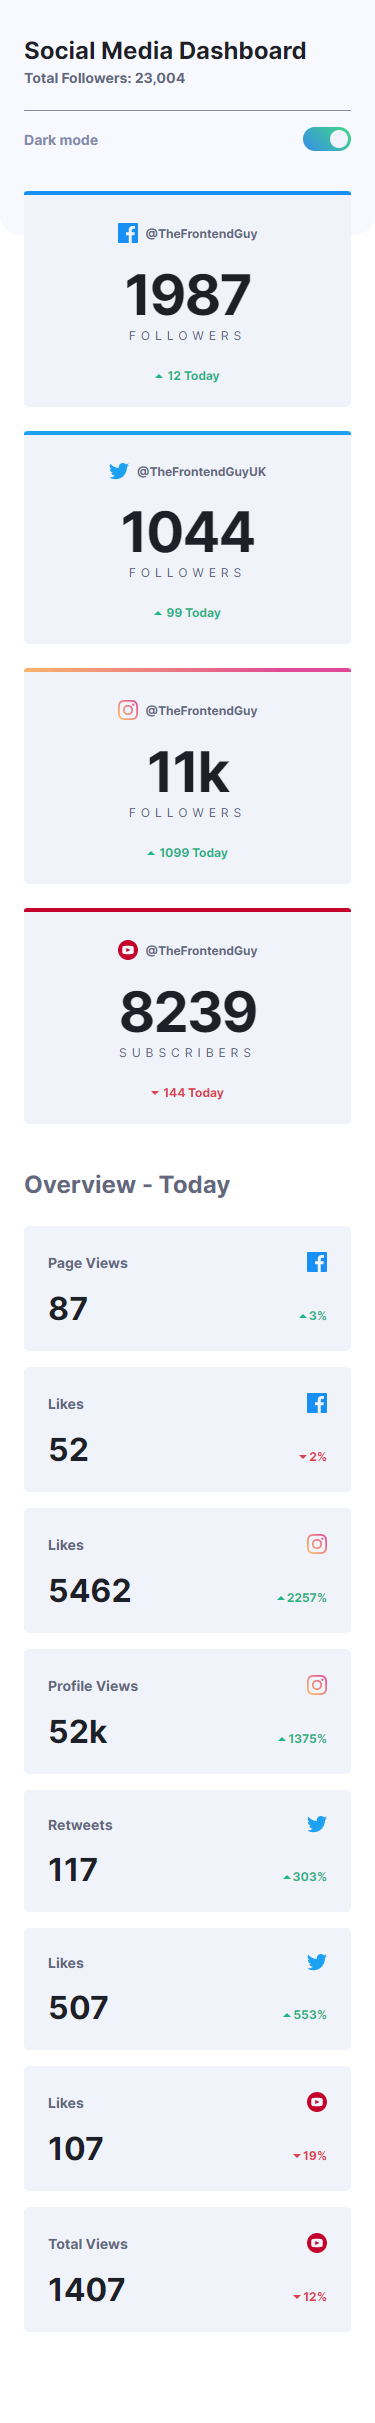 Social Media Dashboard
Total Followers: 23,004
Dark mode
@TheFrontendGuy
1987
FOLLOWERS
12 Today
@TheFrontendGuyUK
1044
FOLLOWERS
99 Today
@TheFrontendGuy
11k
FOLLOWERS
1099 Today
@TheFrontendGuy
8239
SUBSCRIBERS
144 Today
Overview - Today
Page Views
87
3%
Likes
52
2%
Likes
5462
2257%
Profile Views
52k
1375%
Retweets
117
303%
Likes
507
553%
Likes
107
19%
Total Views
1407
12%